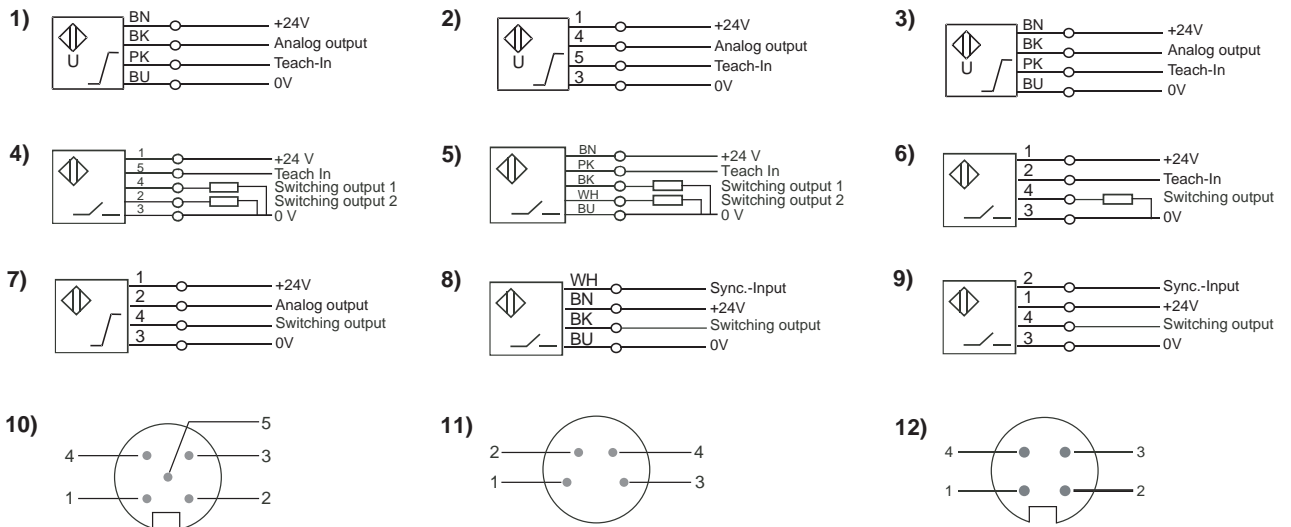 1)
BN
BK
PK
BU
U
+24V
Analog output
Teach-In
0V
2)
1
4
5
3
U
+24V
Analog output
Teach-In
0V
3)
BN
BK
PK
BU
U
+24V
Analog output
Teach-In
0V
4)
1
5
4
2
3
+24 V
Teach In
Switching output 1
Switching output 2
0 V
5)
BN
PK
BK
WH
BU
+24 V
Teach In
Switching output 1
Switching output 2
0 V
6)
1
2
4
3
+24V
Teach-In
Switching output
0V
7)
1
2
4
3
+24V
Analog output
Switching output
0V
8)
WH
BN
BK
BU
Sync.-Input
+24V
Switching output
0V
9)
2
1
4
3
Sync.-Input
+24V
Switching output
0V
10)
5
4
3
1
2
11)
2
4
1
3
12)
4
3
1
2